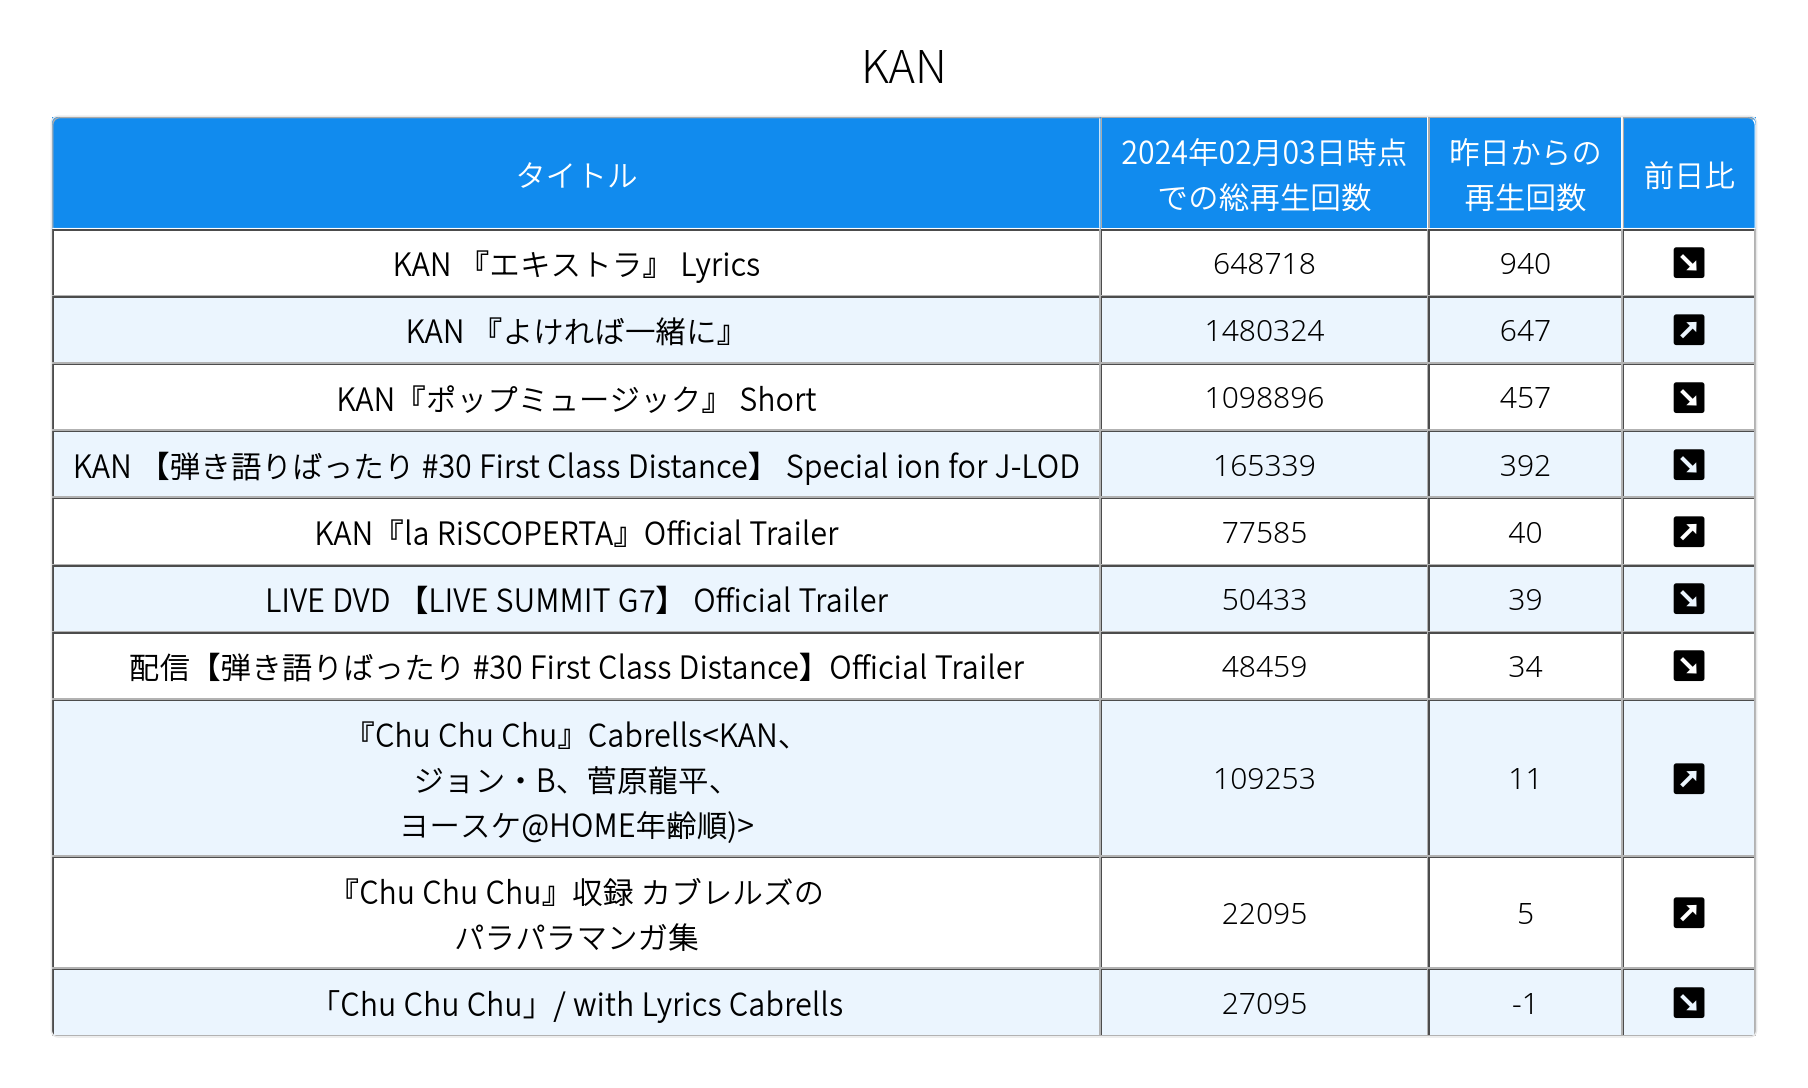 KAN
タイトル
2024年02月03日時点
での総再生回数
昨日からの
再生回数
前日比
KAN 『エキストラ』 Lyrics
648718
940
KAN 『よければ一緒に』
1480324
647
KAN『ポップミュージック』 Short
1098896
457
KAN 【弾き語りばったり #30 First Class Distance】 Special ion for J-LOD
165339
392
KAN『la RiSCOPERTA』Official Trailer
77585
40
LIVE DVD 【LIVE SUMMIT G7】 Official Trailer
50433
39
配信【弾き語りばったり #30 First Class Distance】Official Trailer
48459
34
『Chu Chu Chu』Cabrells<KAN、
ジョン・B、菅原龍平、
ヨースケ@HOME年齢順)>
109253
11
『Chu Chu Chu』収録 カブレルズの
パラパラマンガ集
22095
5
「Chu Chu Chu」/ with Lyrics Cabrells
27095
-1